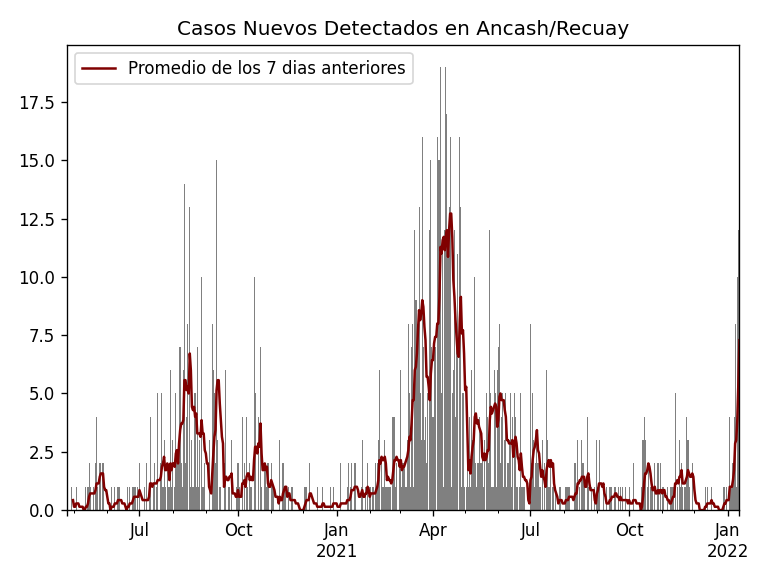 Casos Nuevos Detectados en Ancash/Recuay
Promedio de los 7 dias anteriores
17.5
15.0
12.5
10.0
7.5
5.0
2.5
0.0
Jul
Oct
Jan
2021
Apr
Jul
Oct
Jan
2022